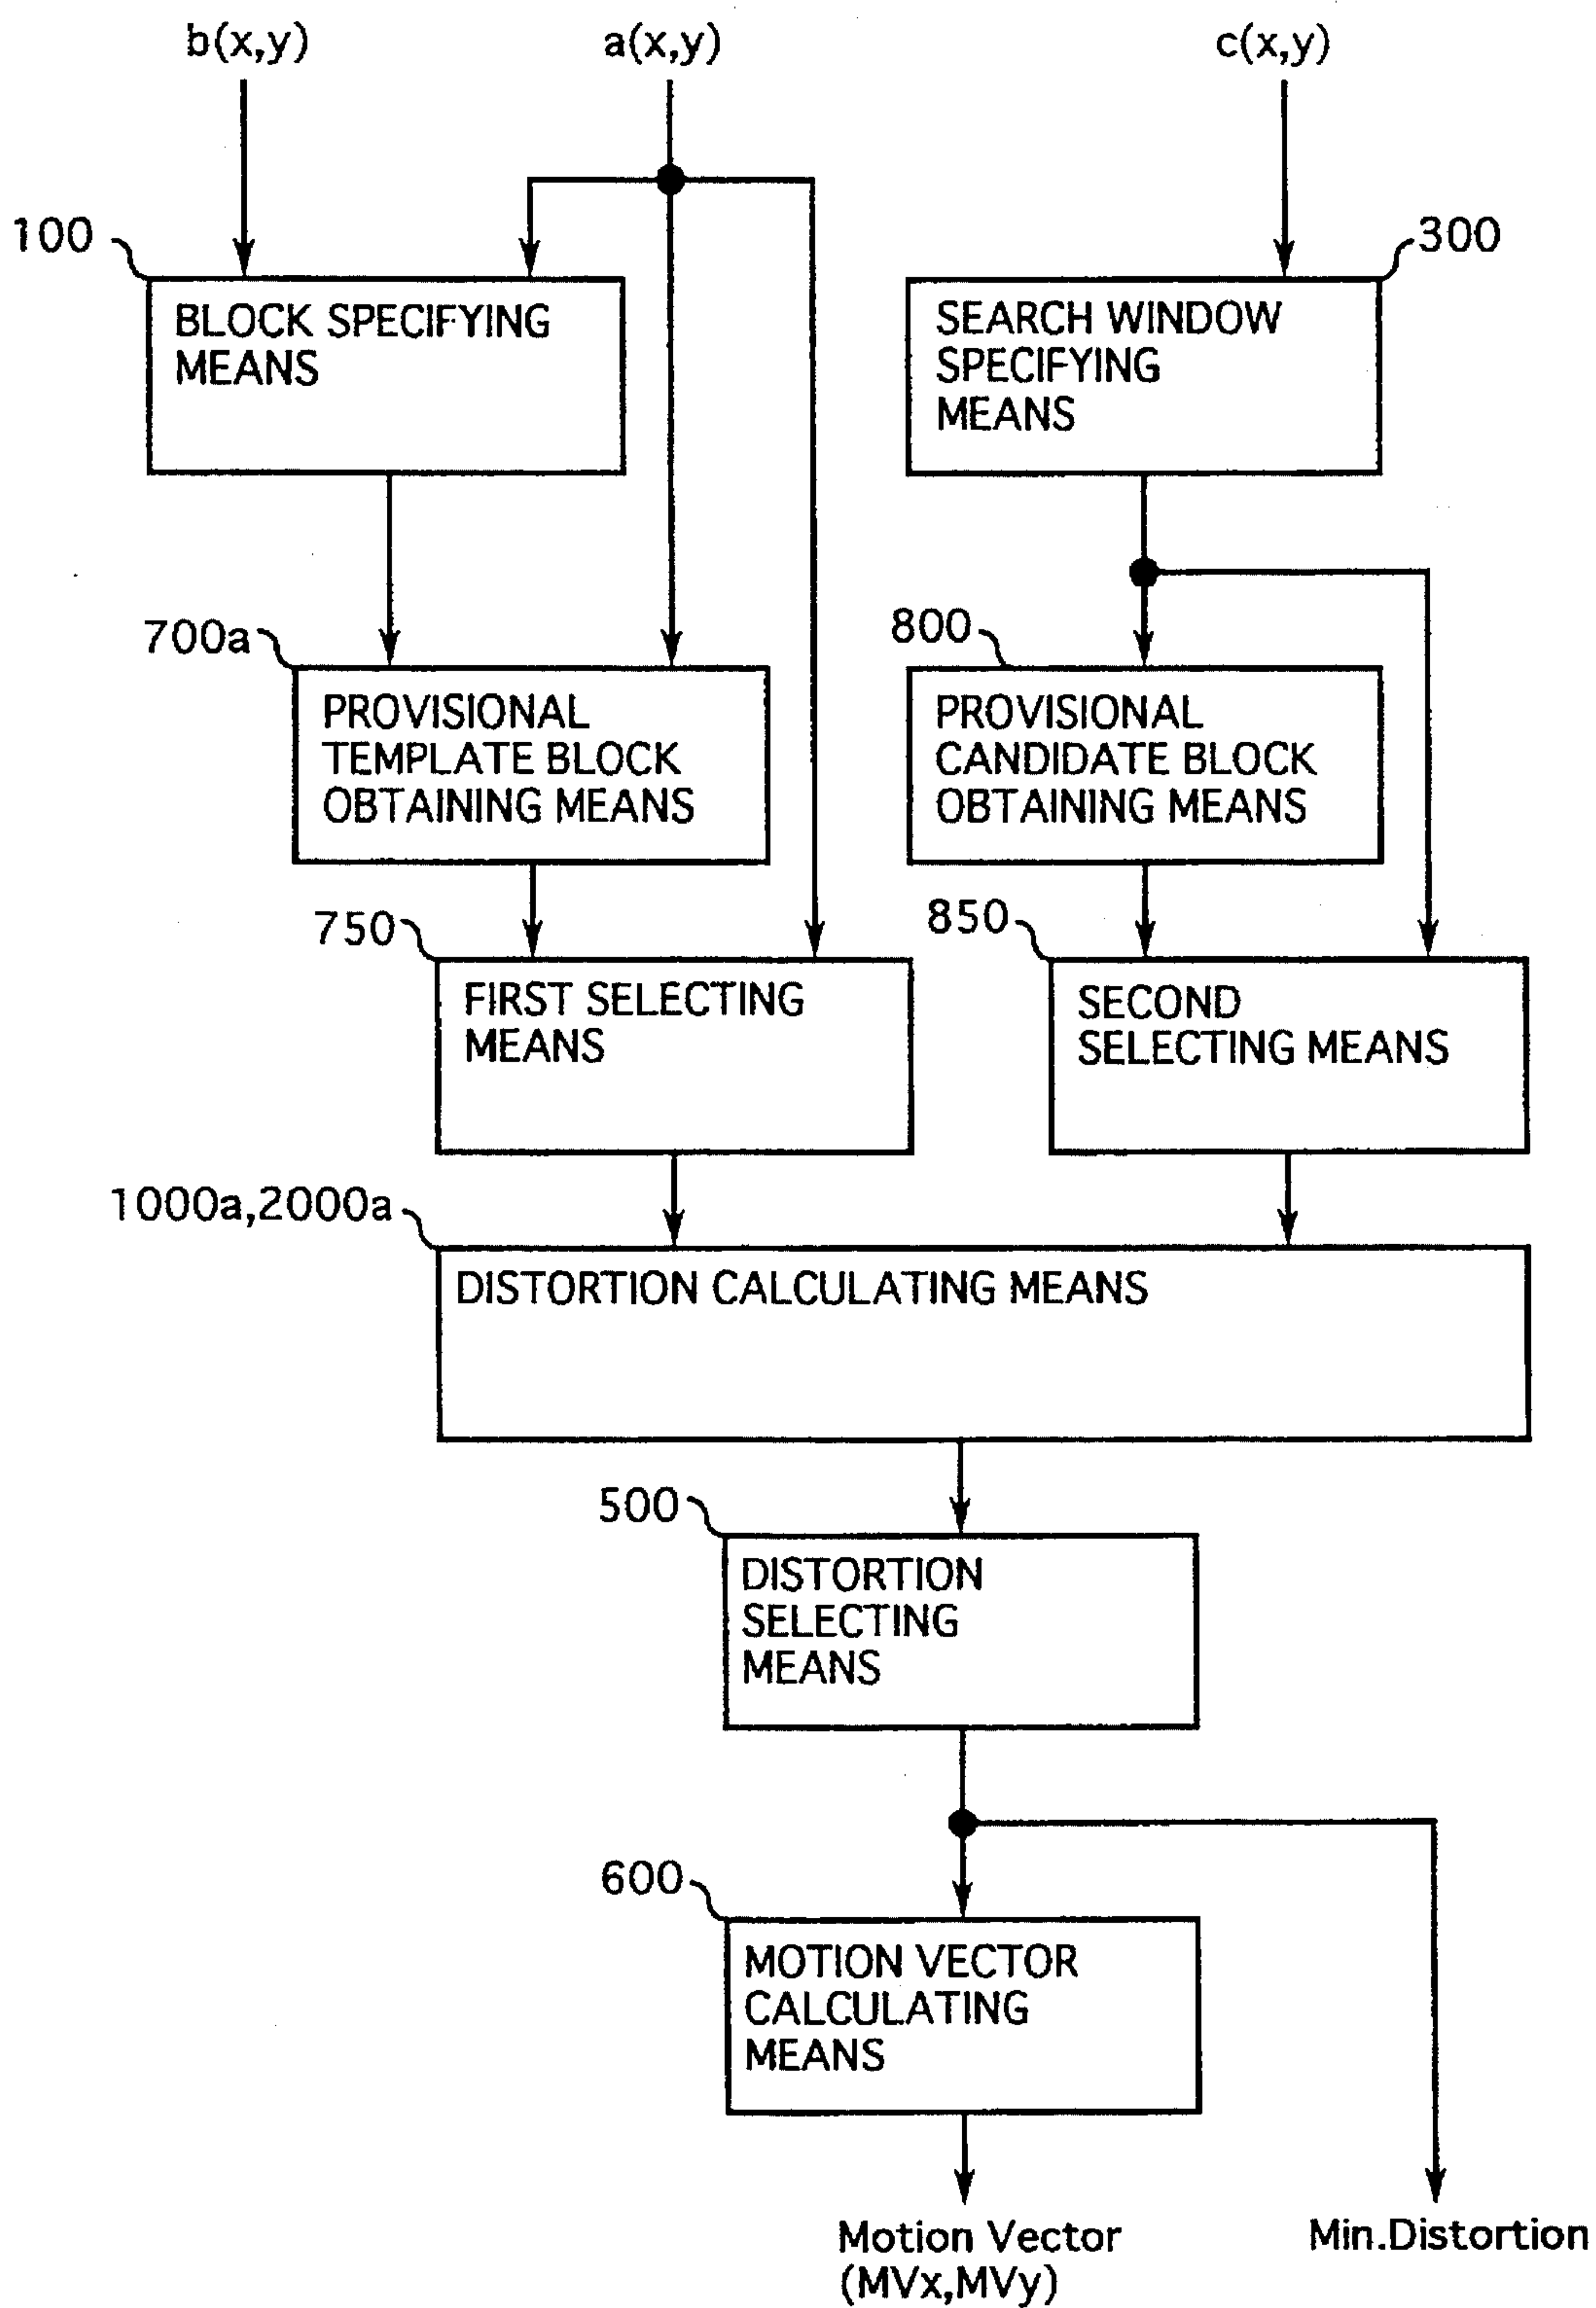 b(x,y)
a(x,y)
c(x,y)
100
300
BLOCK SPECIFYING
MEANS
SEARCH WINDOW
SPECIFYING
MEANS
700a
800
PROVISIONAL
TEMPLATE BLOCK
OBTAINING MEANS
PROVISIONAL
CANDIDATE BLOCK
OBTAINING MEANS
750
850
FIRST SELECTING
MEANS
SECOND
SELECTING MEANS
1000a,2000a
DISTORTION CALCULATING MEANS
500
DISTORTION
SELECTING
MEANS
600
MOTION VECTOR
CALCULATING
MEANS
Motion Vector
(MVx,MVy)
Min.Distortion